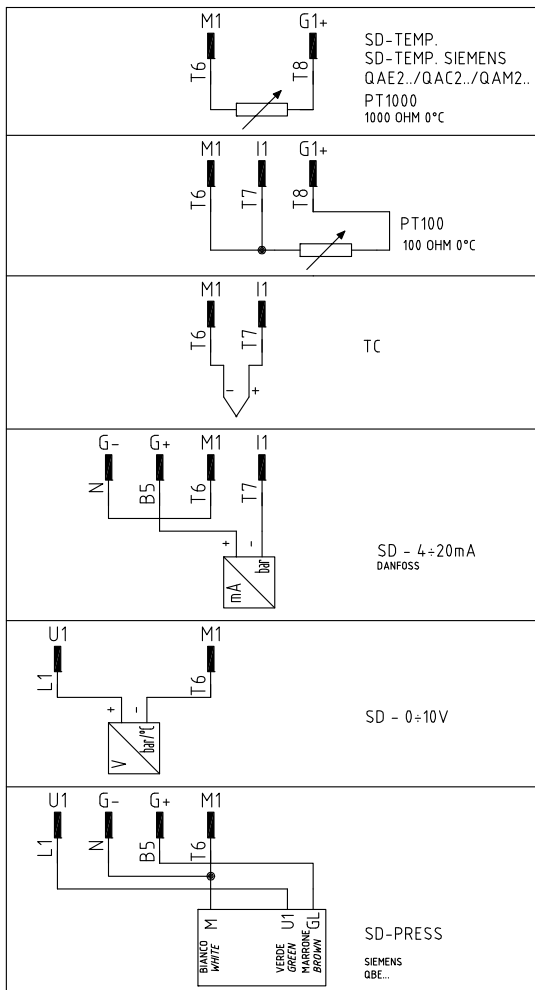 M1 G1+
T6 T8
SD-TEMP.
SD-TEMP. SIEMENS
QAE2../QAC2../QAM2..
PT1000
1000 OHM 0°C
M1 I1 G1+
T6 T7 T8
PT100
100 OHM 0°C
M1 I1
T6 T7
- +
TC
G- G+ M1 I1
N B5 T6 T7
+ -
mA bar
SD - 4÷20mA
DANFOSS
U1 M1
L1 T6
+ -
V bar/°C
SD - 0÷10V
U1 G- G+ M1
L1 N B5 T6
M U1 GL
BIANCO VERDE MARRONE
WHITE GREEN BROWN
SD-PRESS
SIEMENS
QBE...